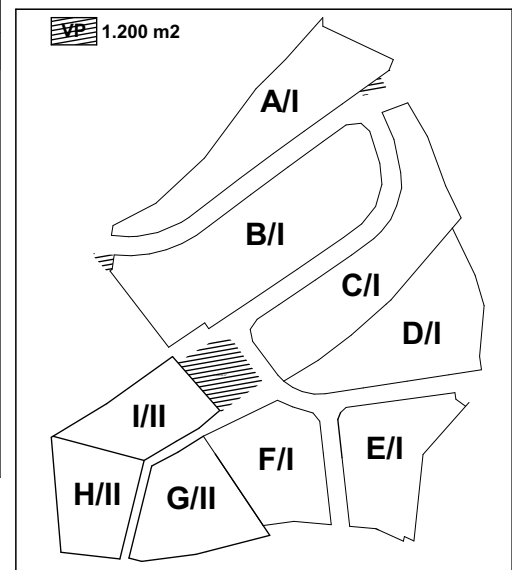 VP 1.200 m2
A/I
B/I
C/I
D/I
I/II
F/I
E/I
H/II
G/II